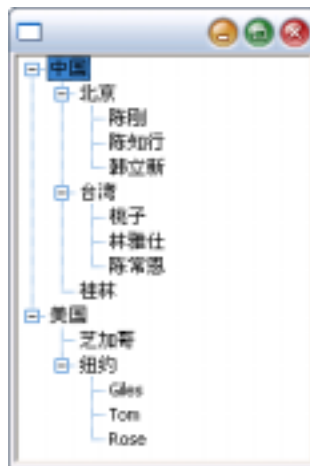 中国
北京
陈刚
陈知行
郭立新
台湾
桃子
林雅仕
陈常恩
桂林
美国
芝加哥
纽约
Giles
Tom
Rose